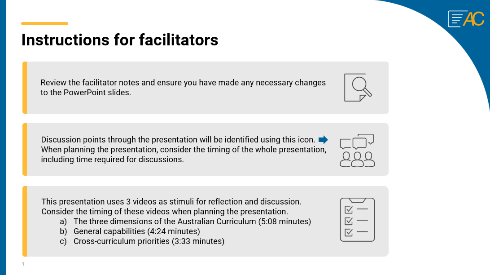 AC
Instructions for facilitators
Review the facilitator notes and ensure you have made any necessary changes
to the PowerPoint slides.
Discussion points through the presentation will be identified using this icon.
When planning the presentation, consider the timing of the whole presentation,
including time required for discussions.
This presentation uses 3 videos as stimuli for reflection and discussion.
Consider the timing of these videos when planning the presentation.
a) The three dimensions of the Australian Curriculum (5:08 minutes)
b) General capabilities (4:24 minutes)
c) Cross-curriculum priorities (3:33 minutes)
1